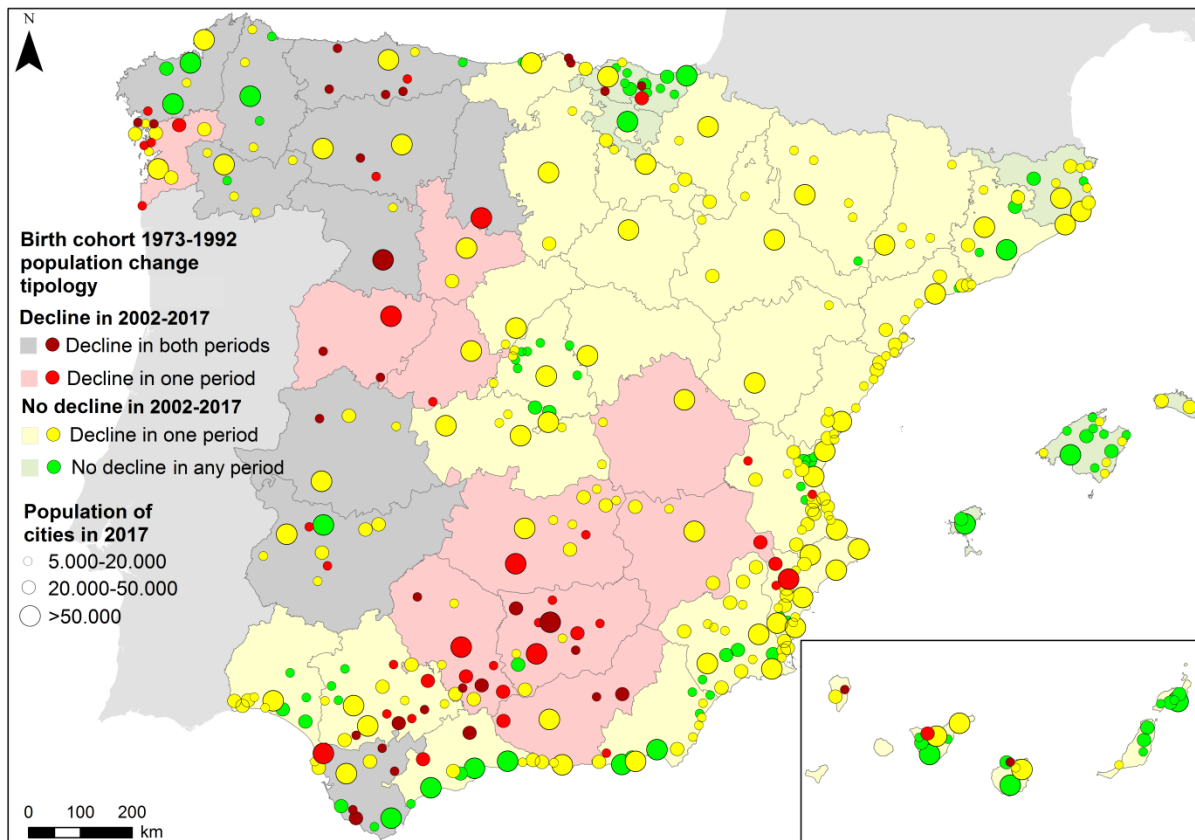 N
Birth cohort 1973-1992
population change
tipology
Decline in 2002-2017
Decline in both periods
Decline in one period
No decline in 2002-2017
Decline in one period
No decline in any period
Population of
cities in 2017
5.000-20.000
20.000-50.000
>50.000
0 50 100 200
km